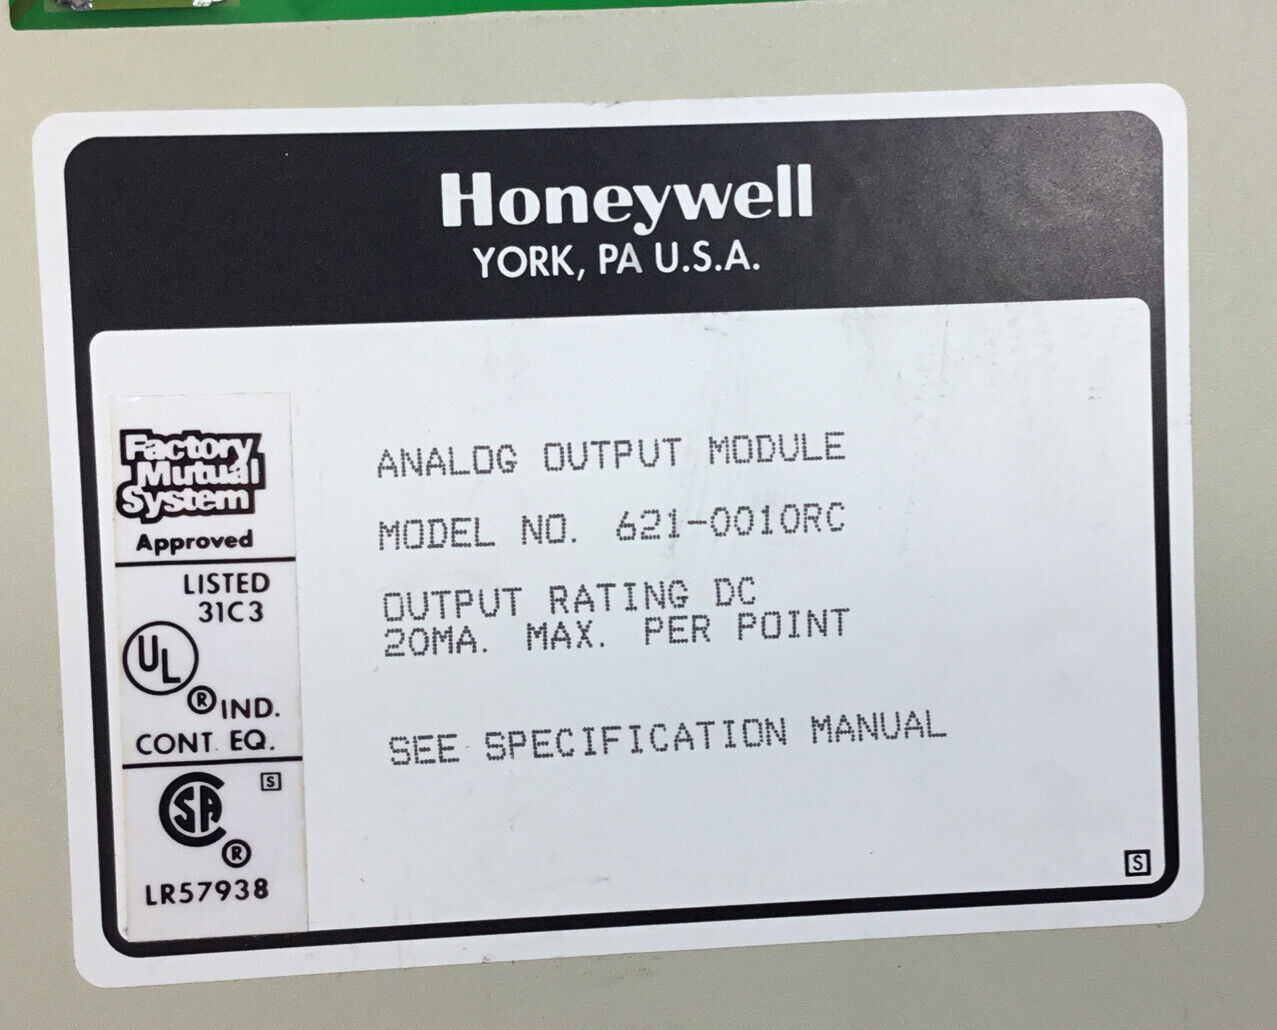 Honeywell
YORK, PA U.S.A.
Factory
Mutual
System
Approved
LISTED
31C3
UL
® IND.
CONT. EQ.
S
SA
®
LR57938
ANALOG OUTPUT MODULE
MODEL NO. 621-0010RC
OUTPUT RATING DC
20MA. MAX. PER POINT
SEE SPECIFICATION MANUAL
S